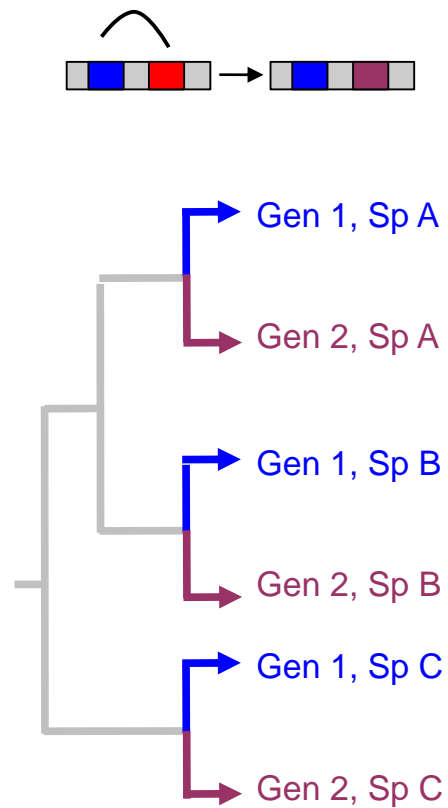 Gen 1, Sp A
Gen 2, Sp A
Gen 1, Sp B
Gen 2, Sp B
Gen 1, Sp C
Gen 2, Sp C